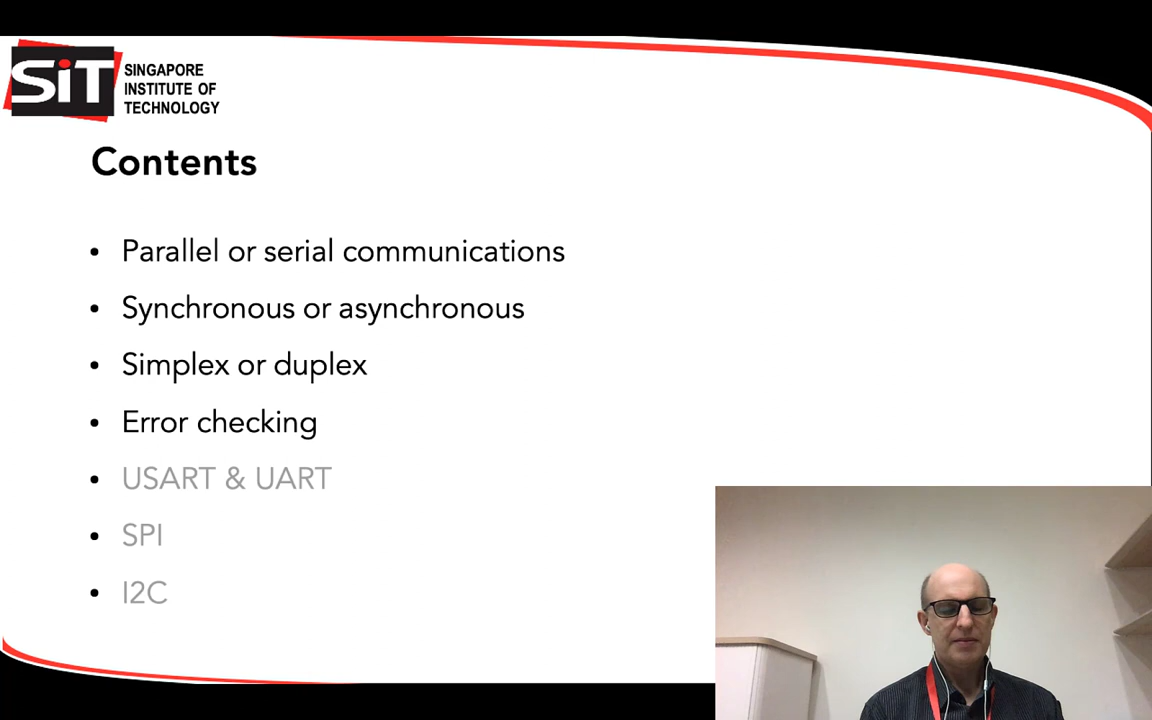 SiT
SINGAPORE
INSTITUTE OF
TECHNOLOGY
Contents
• Parallel or serial communications
• Synchronous or asynchronous
• Simplex or duplex
• Error checking
• USART & UART
• SPI
• I2C